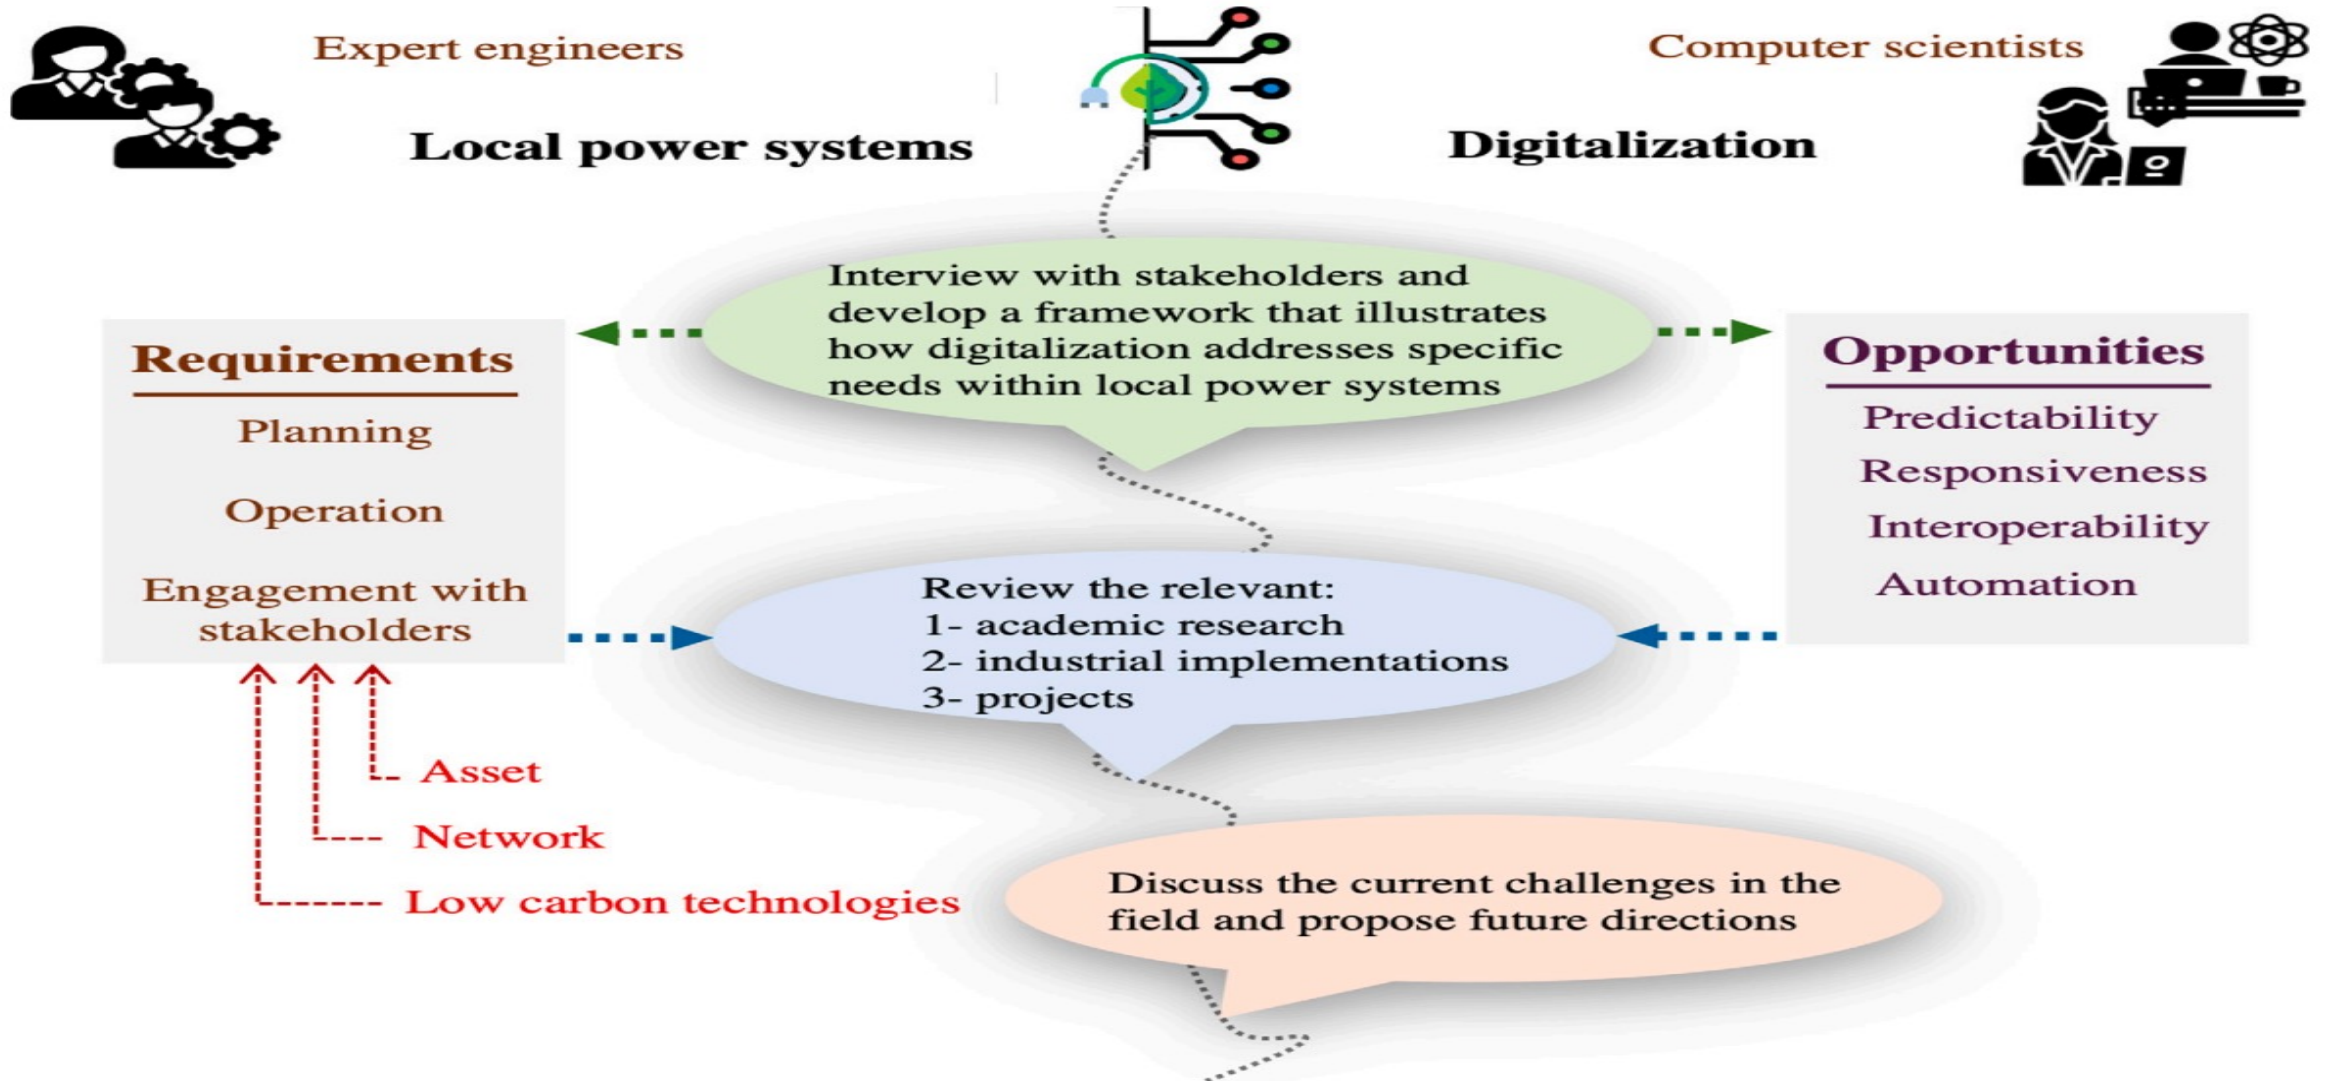 Expert engineers
Computer scientists
Local power systems
Digitalization
Interview with stakeholders and
develop a framework that illustrates
how digitalization addresses specific
needs within local power systems
Requirements
Planning
Operation
Engagement with
stakeholders
Opportunities
Predictability
Responsiveness
Interoperability
Automation
Review the relevant:
1- academic research
2- industrial implementations
3- projects
Asset
Network
Low carbon technologies
Discuss the current challenges in the
field and propose future directions